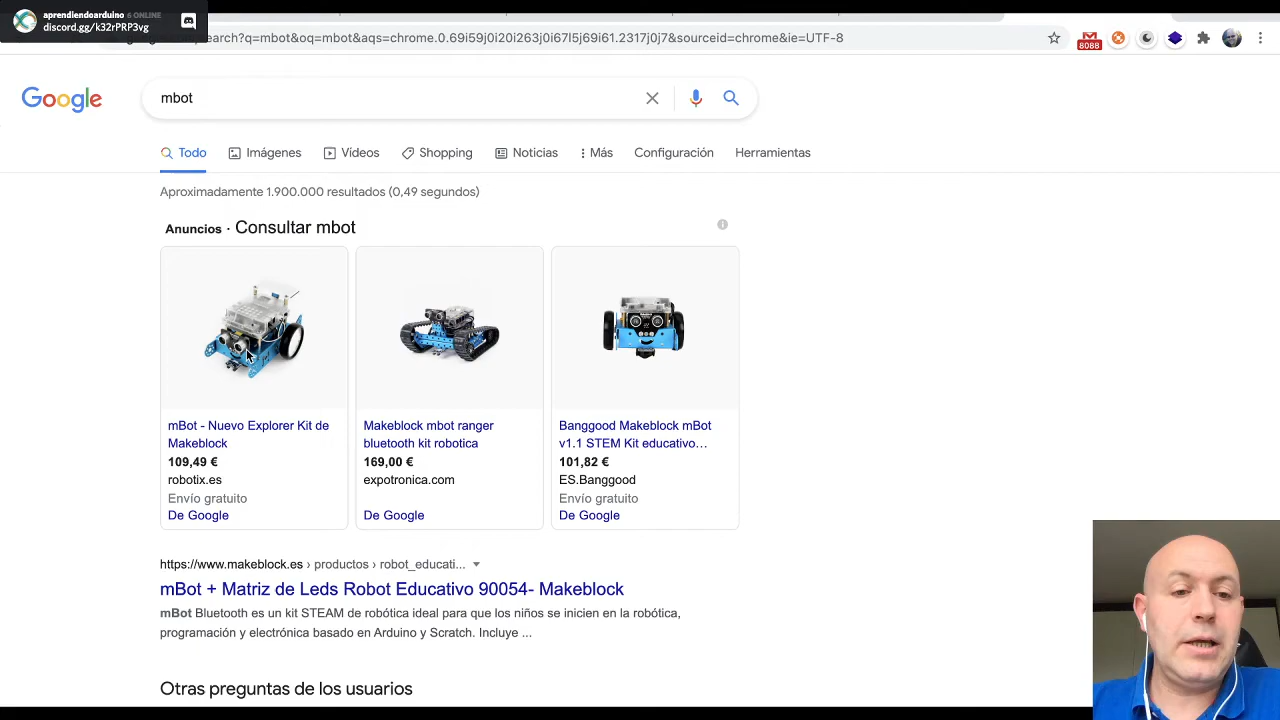 aprendiendoarduino 6 ONLINE
discord.gg/k32rPRP3vg
search?q=mbot&oq=mbot&aqs=chrome.0.69i59j0i20i263j0i67l5j69i61.2317j0j7&sourceid=chrome&ie=UTF-8
8088
Google
mbot
Todo
Imágenes
Vídeos
Shopping
Noticias
Más
Configuración
Herramientas
Aproximadamente 1.900.000 resultados (0,49 segundos)
Anuncios · Consultar mbot
mBot - Nuevo Explorer Kit de
Makeblock
109,49 €
robotix.es
Envío gratuito
De Google
Makeblock mbot ranger
bluetooth kit robotica
169,00 €
expotronica.com
De Google
Banggood Makeblock mBot
v1.1 STEM Kit educativo…
101,82 €
ES.Banggood
Envío gratuito
De Google
https://www.makeblock.es › productos › robot_educati...
mBot + Matriz de Leds Robot Educativo 90054- Makeblock
mBot Bluetooth es un kit STEAM de robótica ideal para que los niños se inicien en la robótica,
programación y electrónica basado en Arduino y Scratch. Incluye ...
Otras preguntas de los usuarios